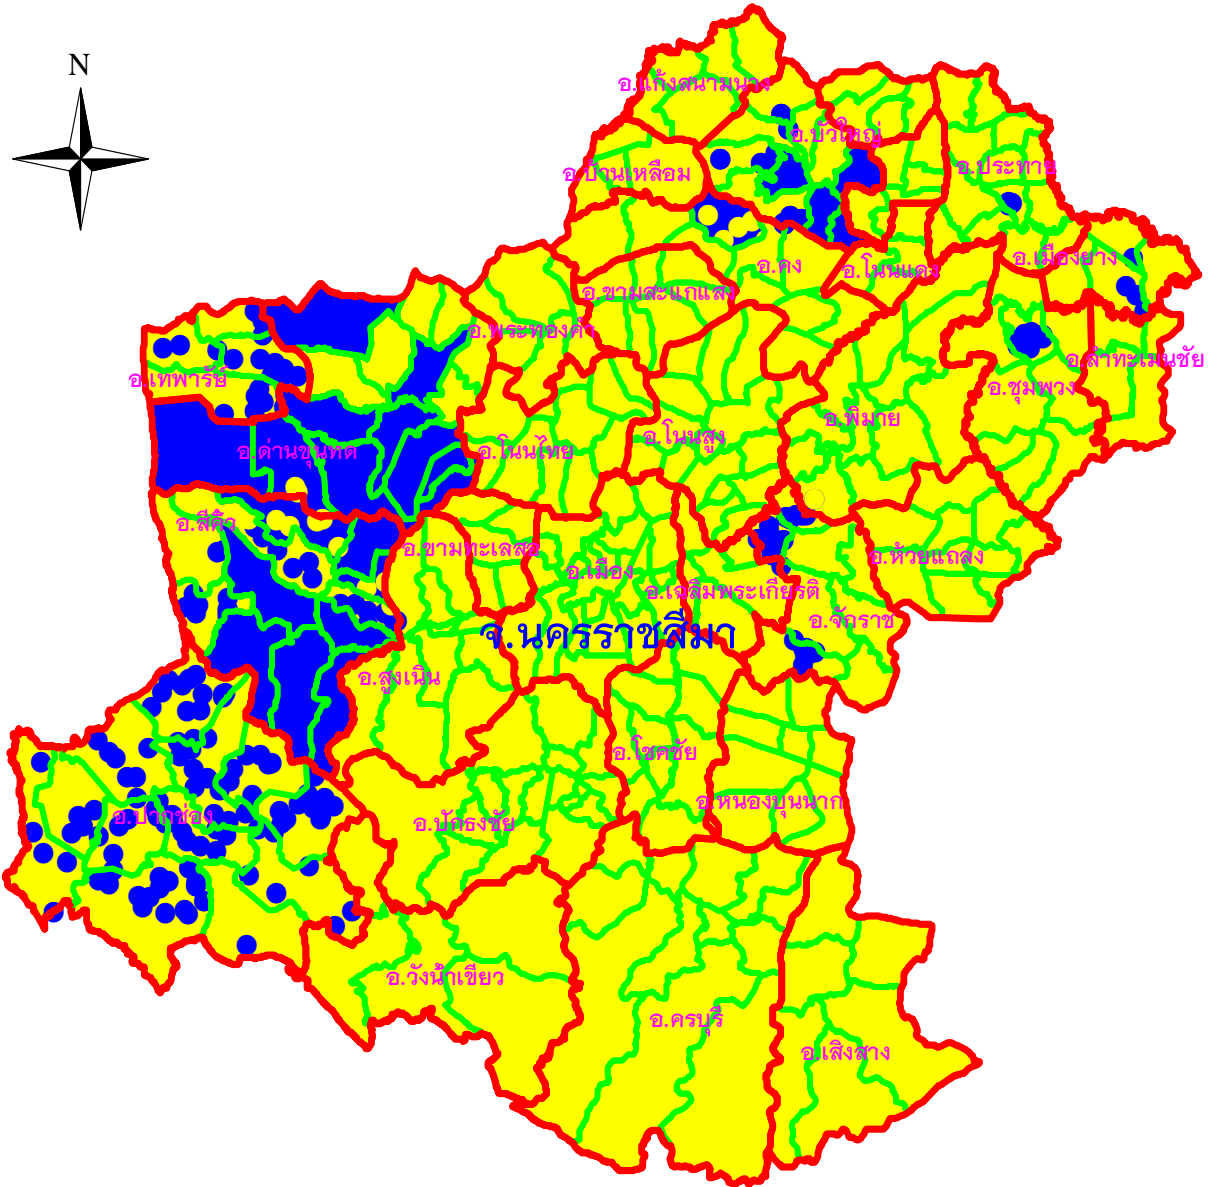 N
อ.แก้งสนามนาง
อ.บัวใหญ่
อ.บ้านเหลื่อม
อ.ประทาย
อ.คง
อ.โนนแดง
อ.เมืองยาง
อ.ขามสะแกแสง
อ.พระทองคำ
อ.เทพารักษ์
อ.ลำทะเมนชัย
อ.ชุมพวง
อ.พิมาย
อ.ด่านขุนทด
อ.โนนไทย
อ.โนนสูง
อ.สีคิ้ว
อ.ขามทะเลสอ
อ.เมือง
อ.ห้วยแถลง
อ.เฉลิมพระเกียรติ
อ.จักราช
จ.นครราชสีมา
อ.สูงเนิน
อ.โชคชัย
อ.หนองบุนนาก
อ.ปากช่อง
อ.ปักธงชัย
อ.วังน้ำเขียว
อ.ครบุรี
อ.เสิงสาง